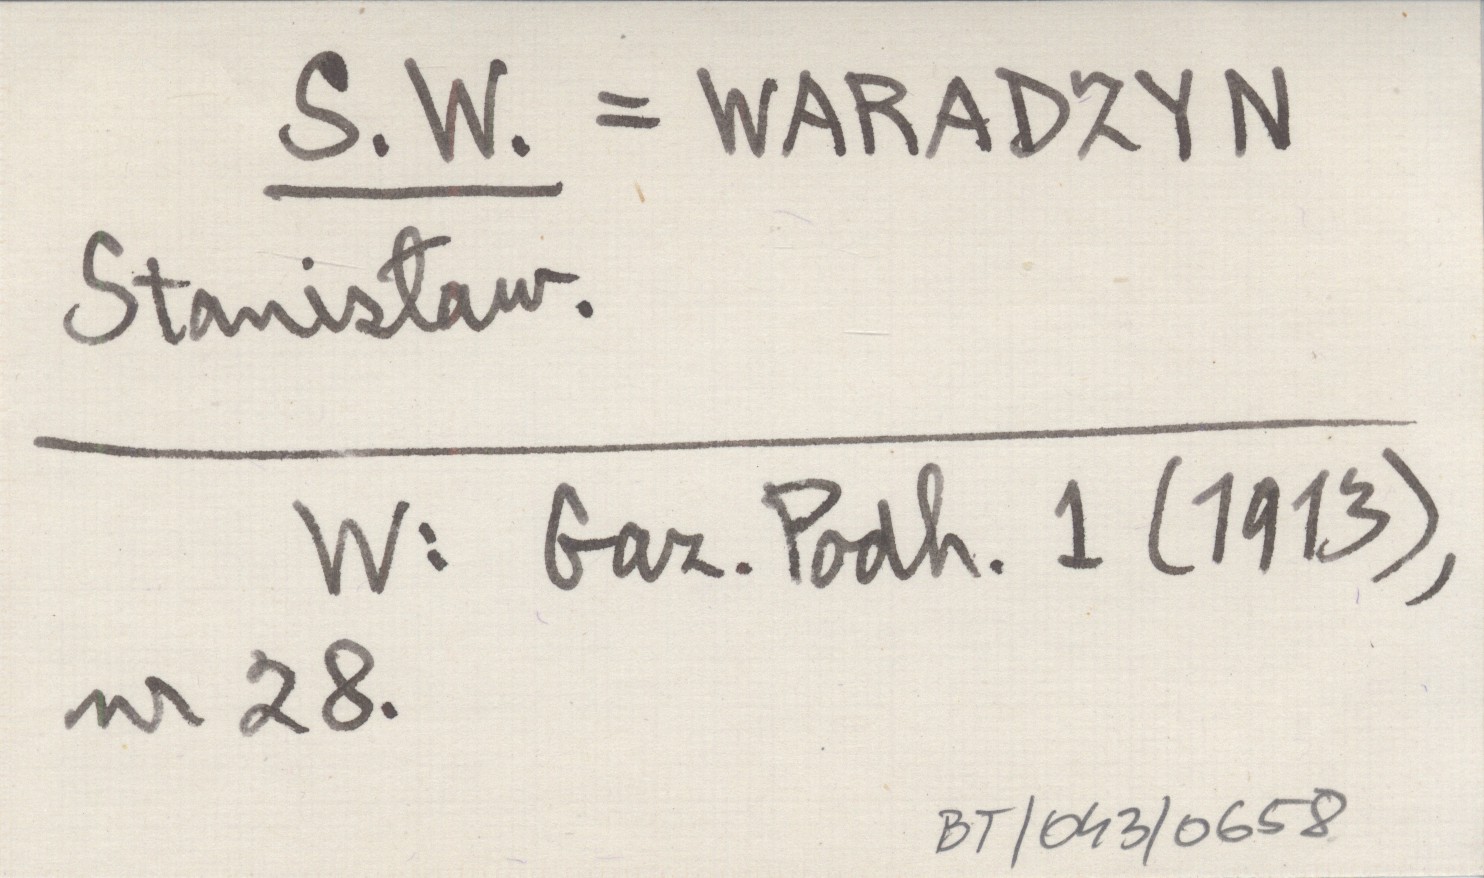 S.W. = WARADZYN
Stanisław.
W: Gaz. Podh. 1 (1913),
nr 28.
BT/043/0658